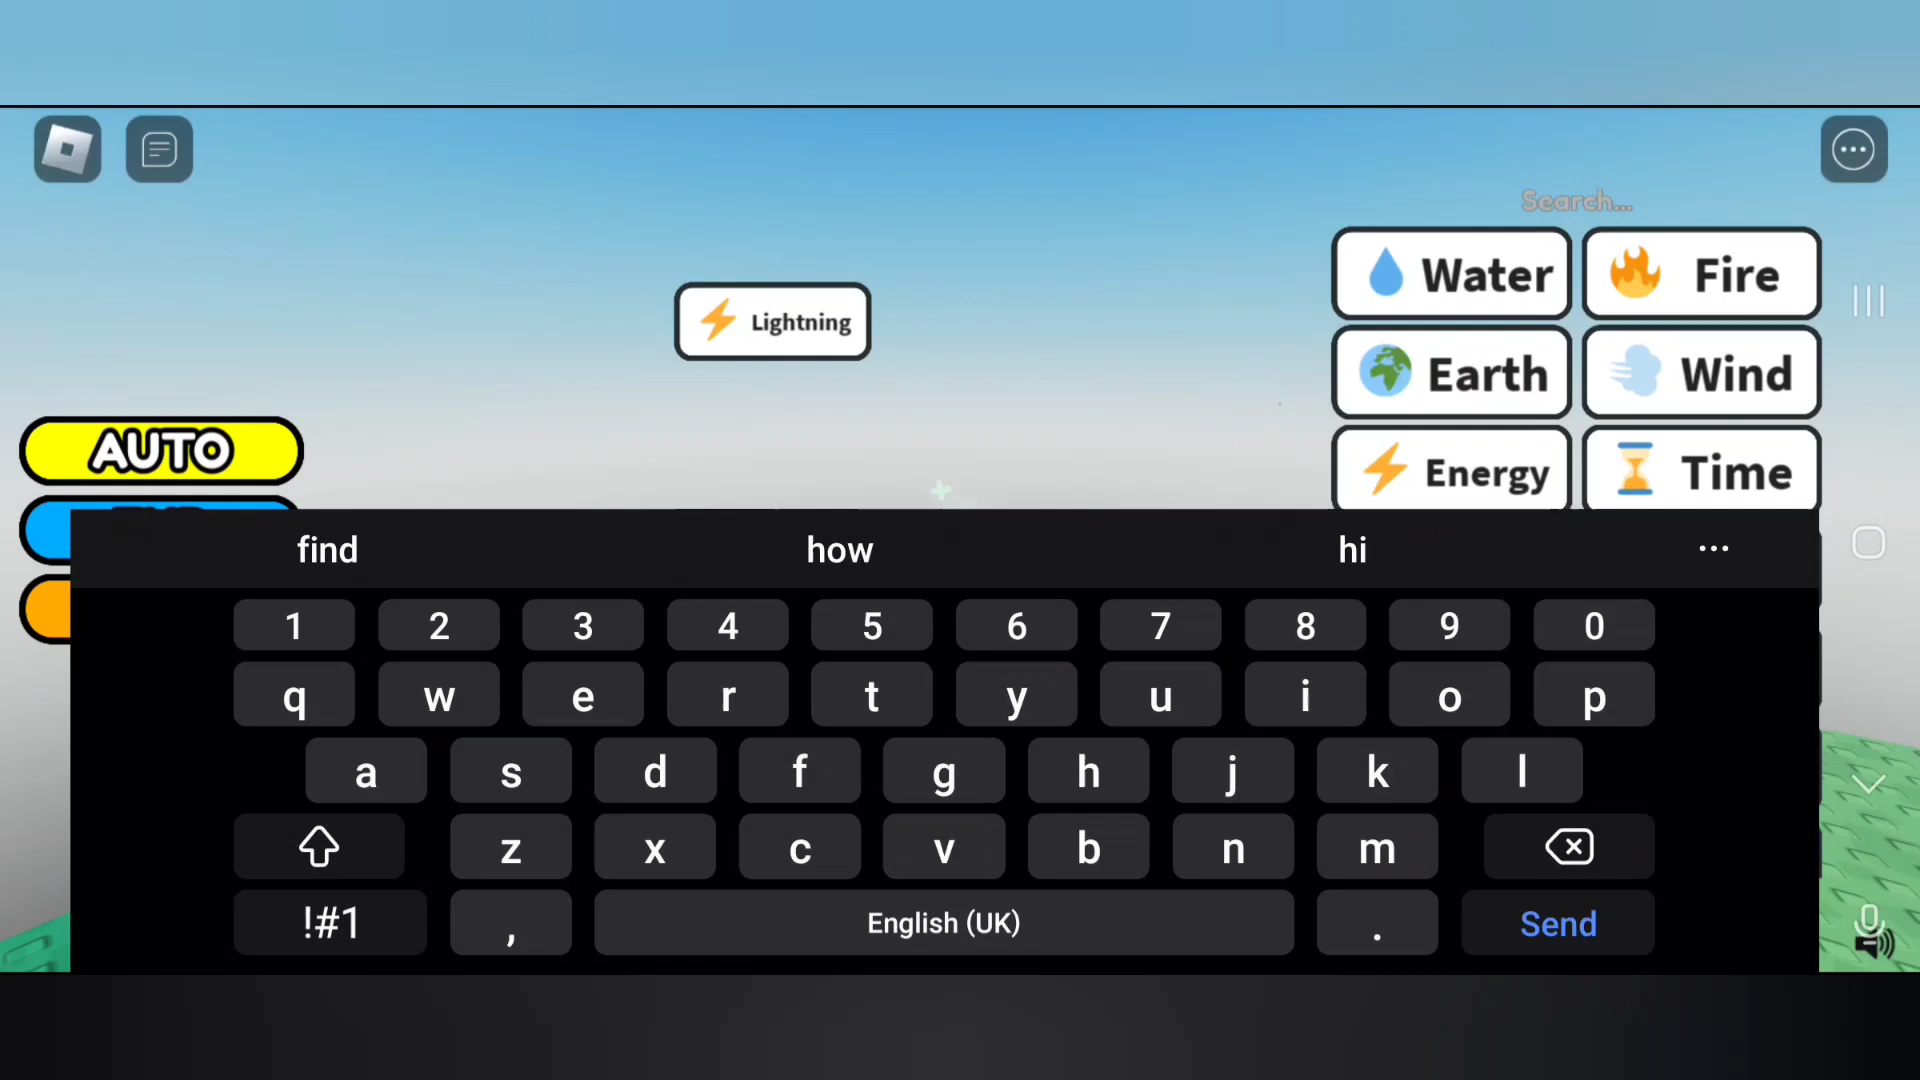 Search...
Water
Fire
Lightning
Earth
Wind
AUTO
Energy
Time
find
how
hi
1 2 3 4 5 6 7 8 9 0
q w e r t y u i o p
a s d f g h j k l
z x c v b n m
!#1 , English (UK) . Send